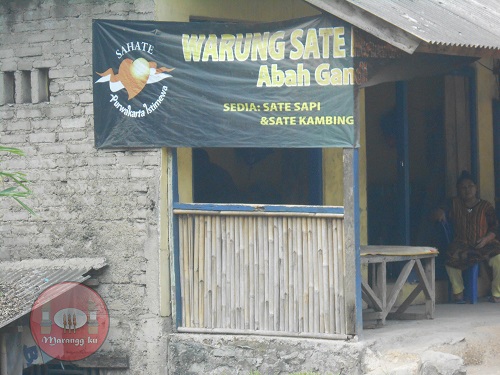 SAHATE
Purwakarta Istimewa
WARUNG SATE
Abah Gan
SEDIA: SATE SAPI
&SATE KAMBING
Marangg ku